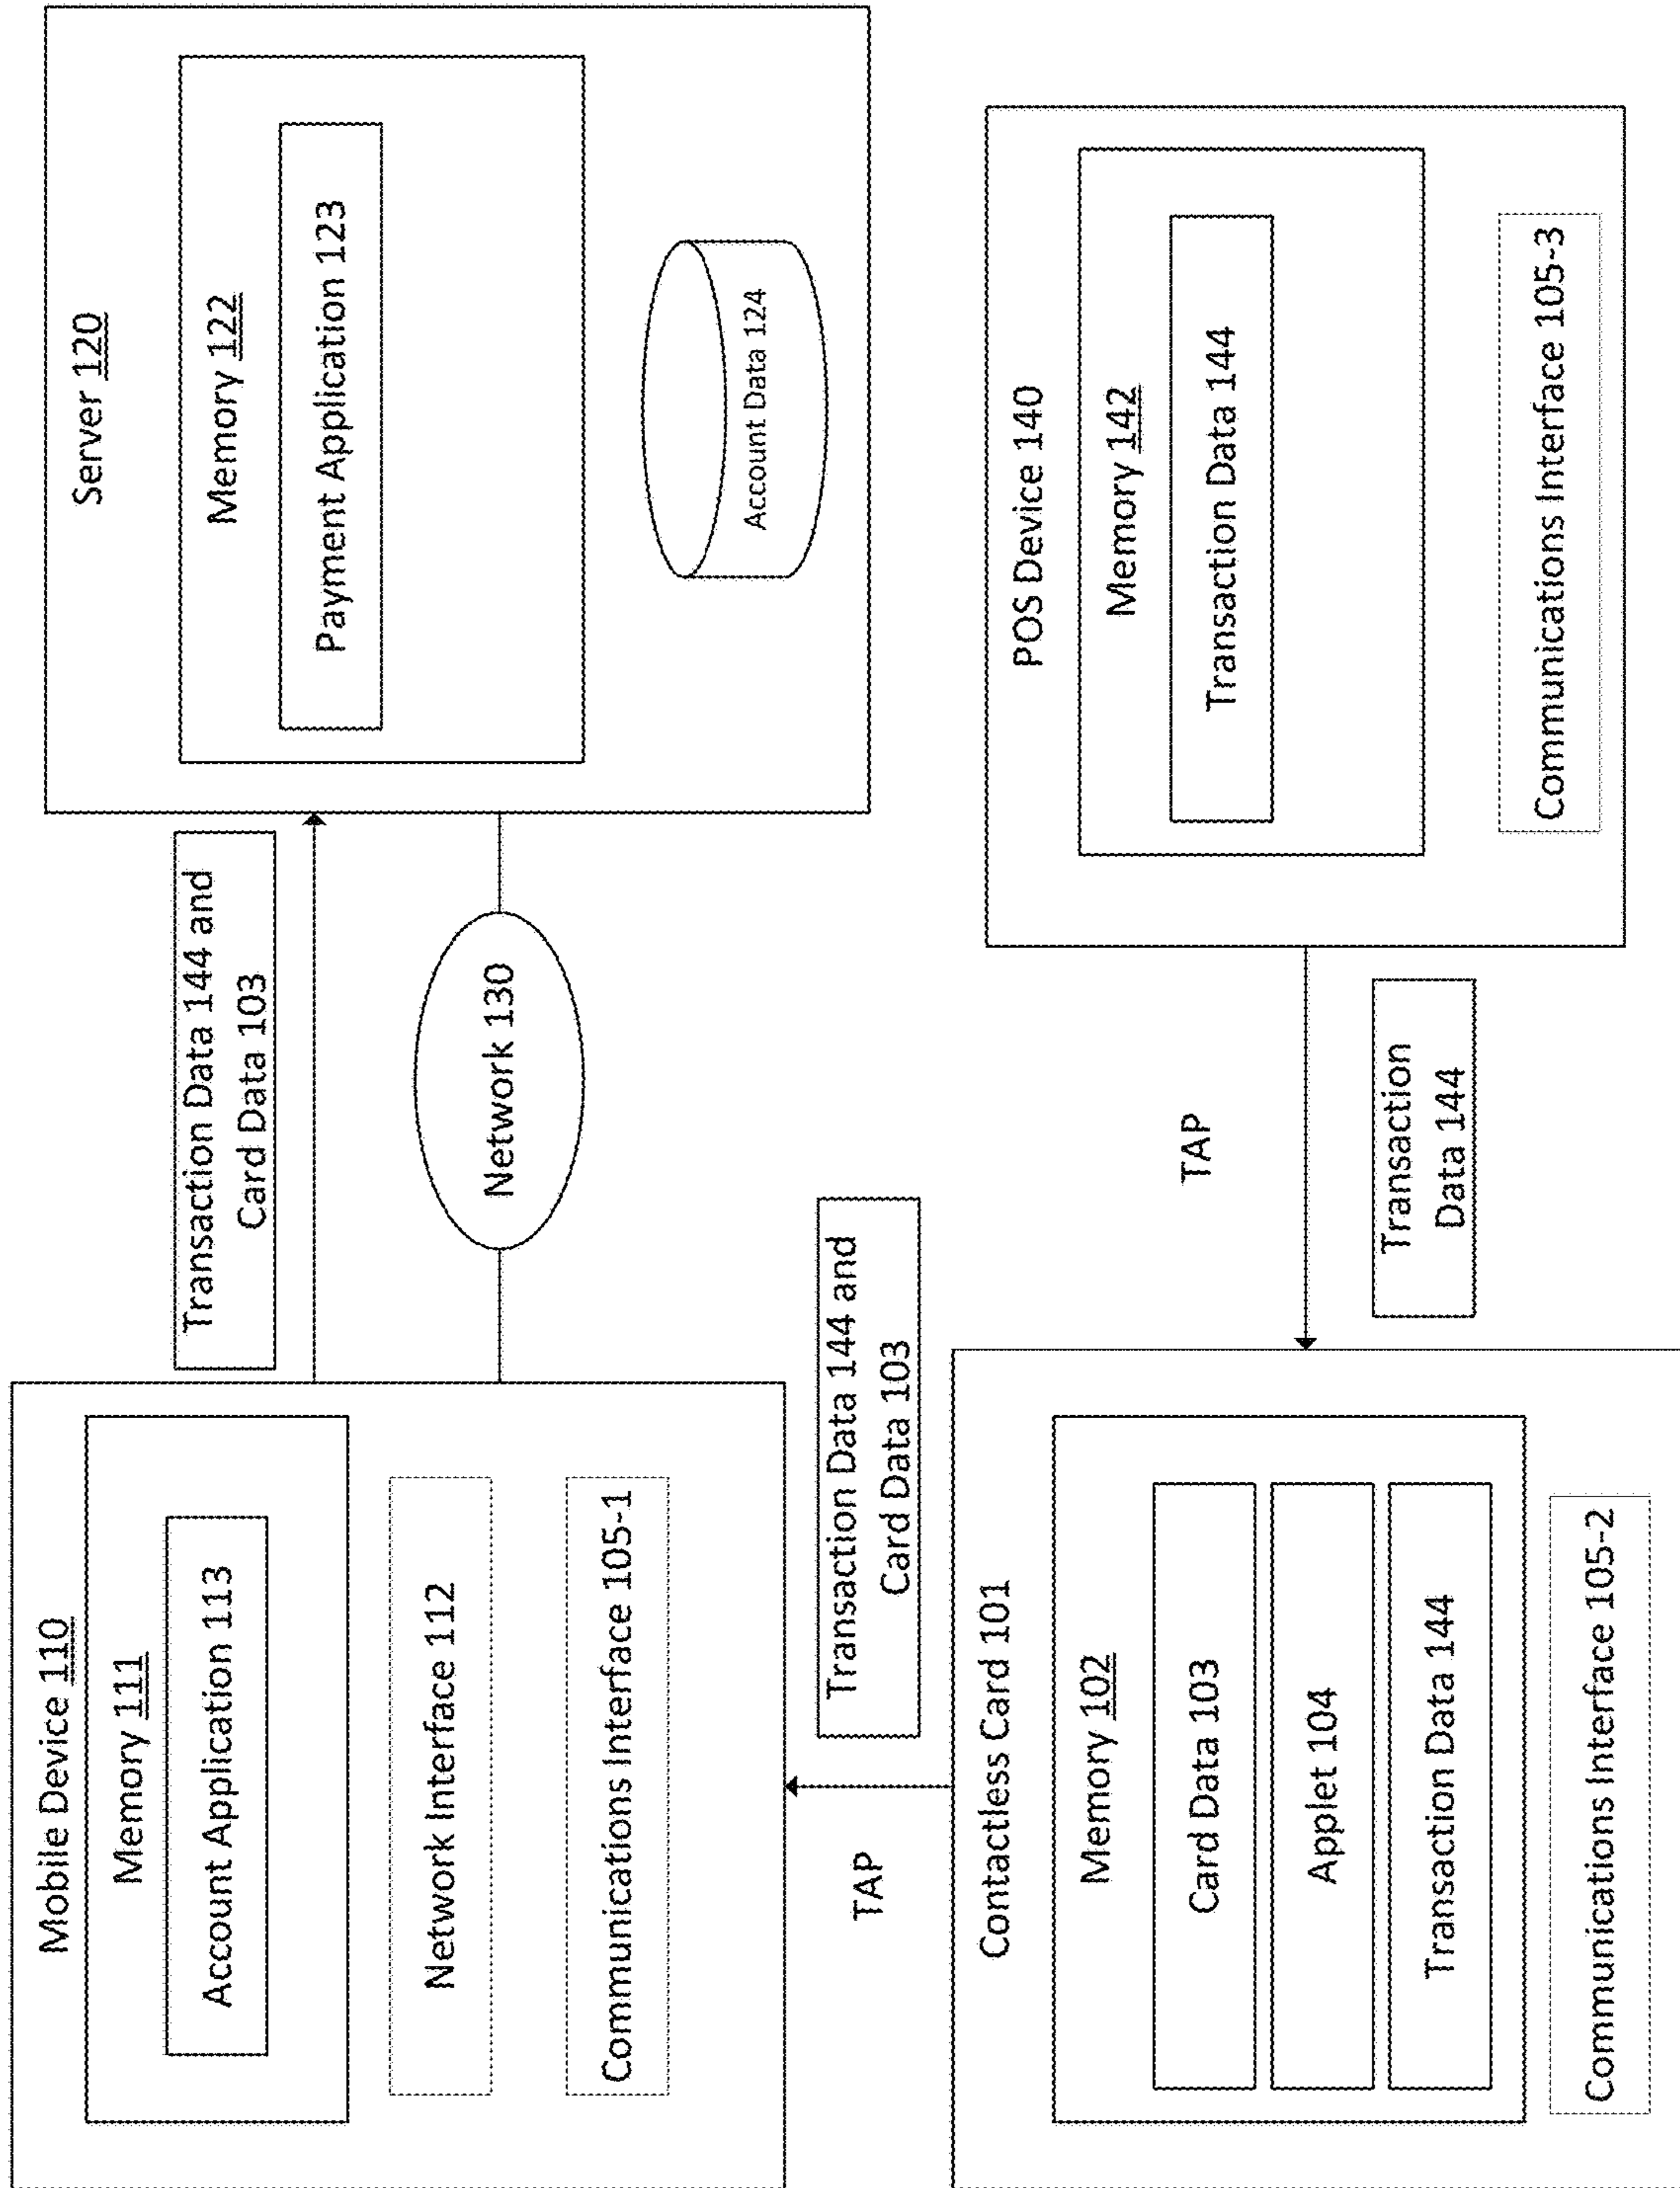 Mobile Device 110
Memory 111
Account Application 113
Network Interface 112
Communications Interface 105-1
Transaction Data 144 and
Card Data 103
Network 130
Server 120
Memory 122
Payment Application 123
Account Data 124
TAP
Transaction Data 144 and
Card Data 103
Contactless Card 101
Memory 102
Card Data 103
Applet 104
Transaction Data 144
Communications Interface 105-2
TAP
Transaction
Data 144
POS Device 140
Memory 142
Transaction Data 144
Communications Interface 105-3